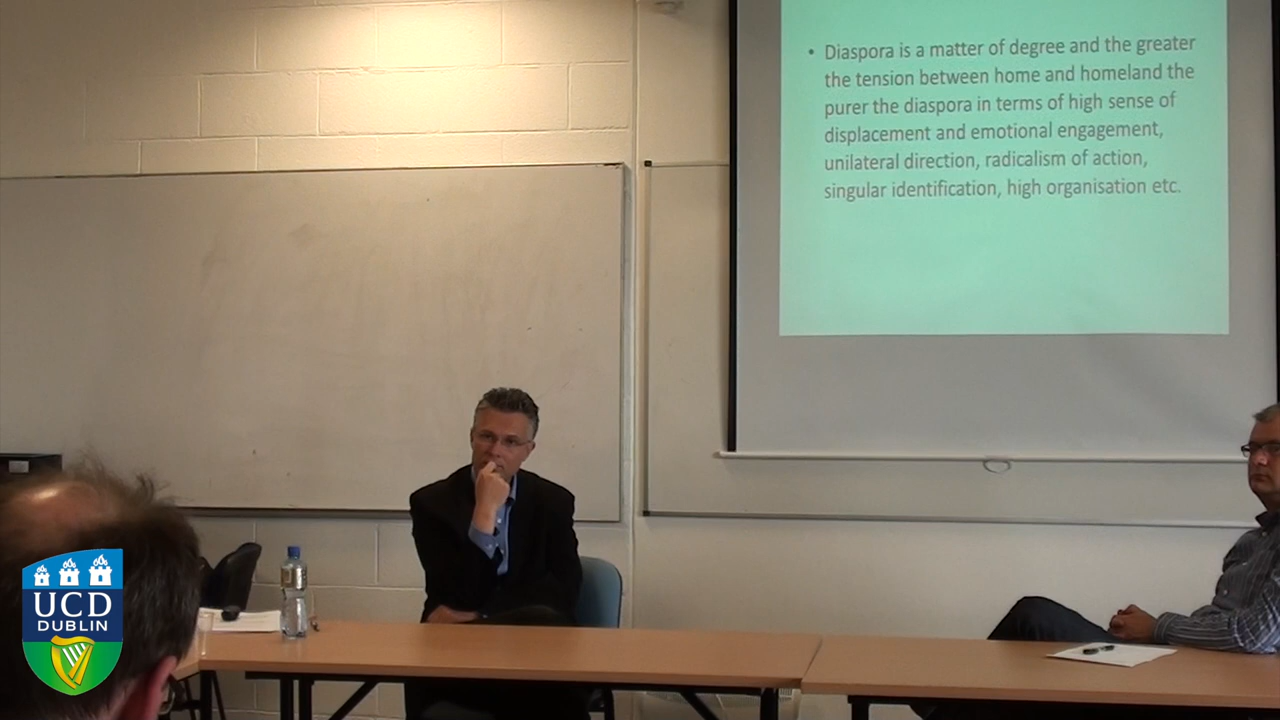 • Diaspora is a matter of degree and the greater
the tension between home and homeland the
purer the diaspora in terms of high sense of
displacement and emotional engagement,
unilateral direction, radicalism of action,
singular identification, high organisation etc.
UCD
DUBLIN